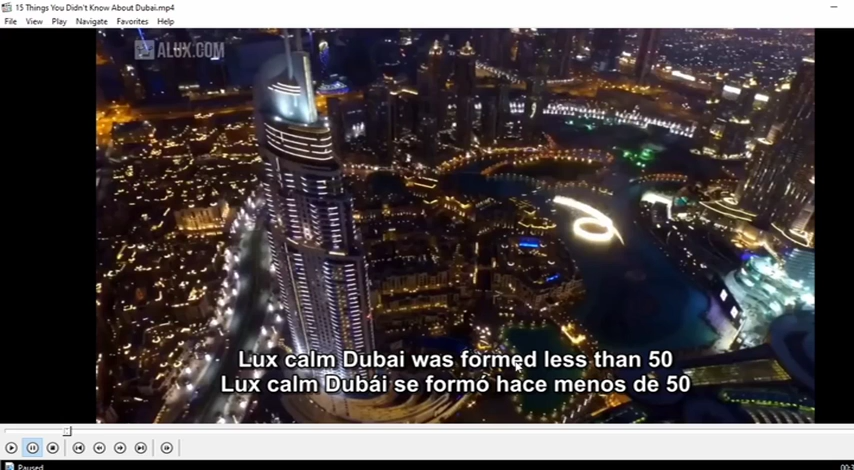 15 Things You Didn't Know About Dubai.mp4
File View Play Navigate Favorites Help
ALUX.COM
Lux calm Dubai was formed less than 50
Lux calm Dubái se formó hace menos de 50
Paused